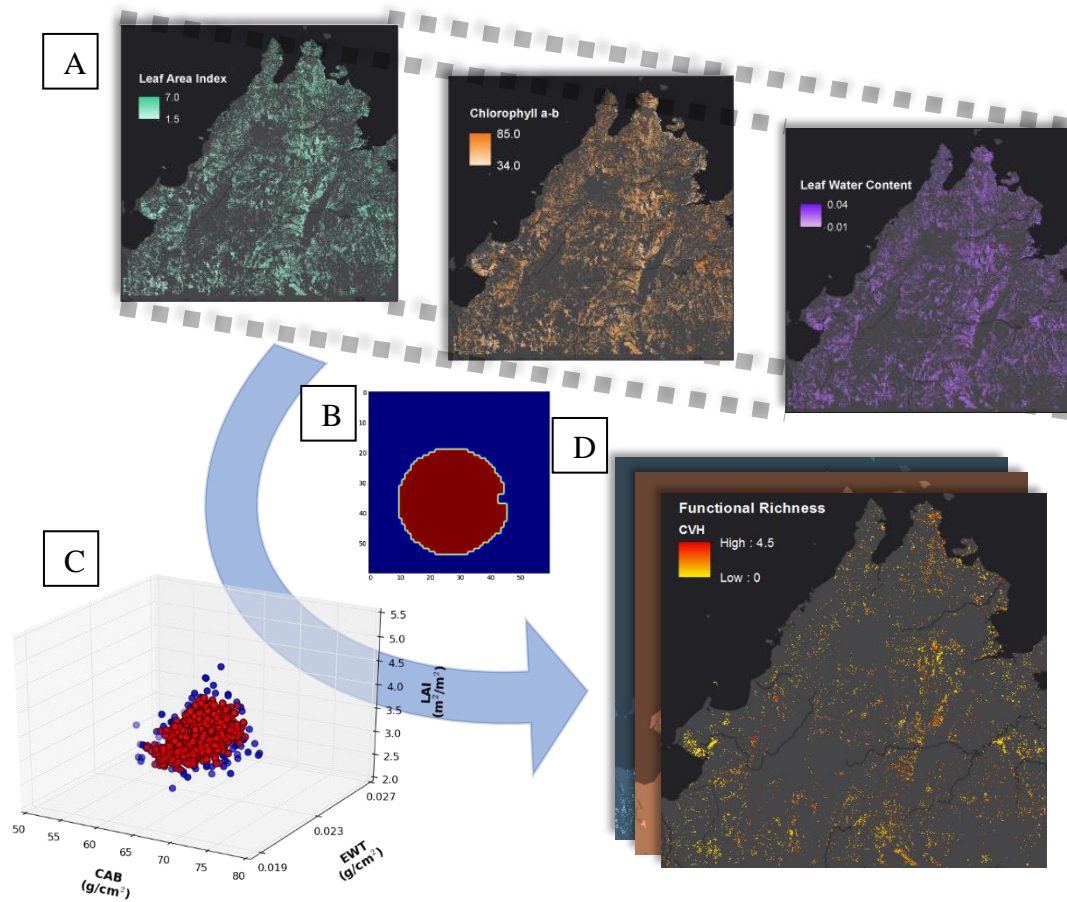 A
Leaf Area Index
7.0
1.5
Chlorophyll a-b
85.0
34.0
Leaf Water Content
0.04
0.01
B
0
10
20
30
40
50
0 10 20 30 40 50
D
Functional Richness
CVH
High : 4.5
Low : 0
C
5.5
5.0
4.5
4.0
3.5
3.0
2.5
2.0
LAI
(m²/m²)
0.027
0.023
0.019
EWT
(g/cm²)
50 55 60 65 70 75 80
CAB
(g/cm²)